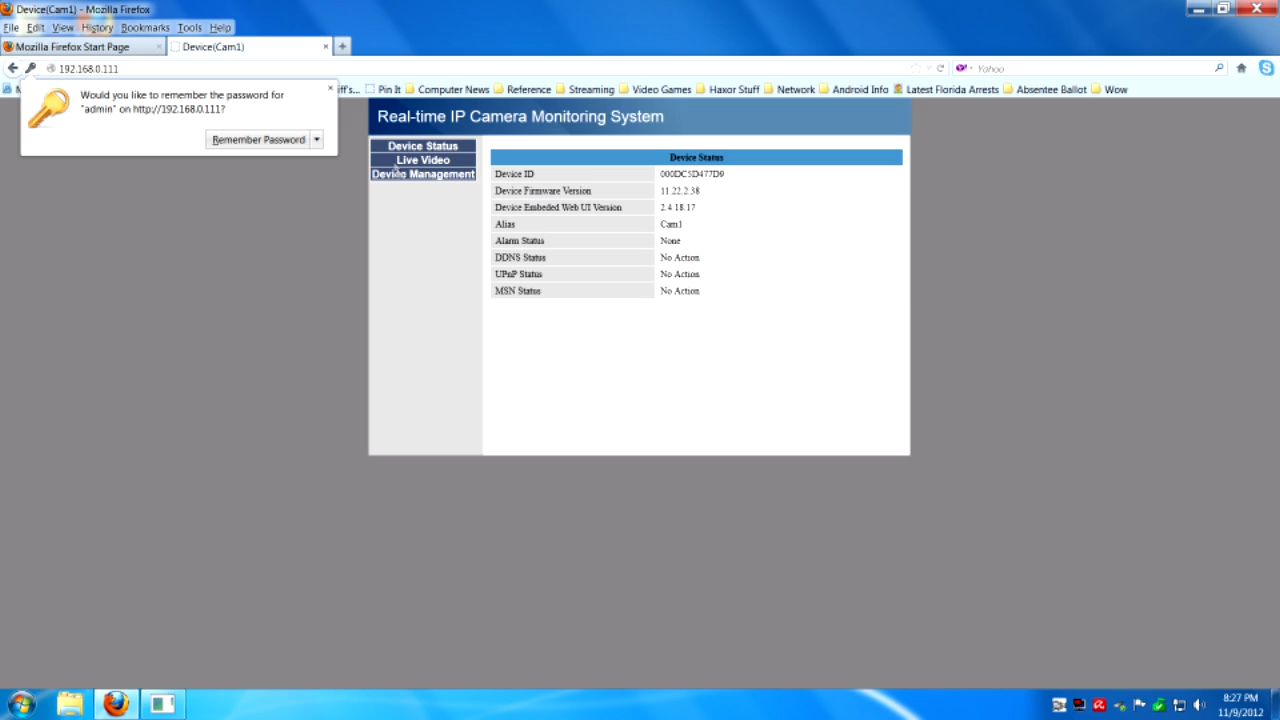 Device(Cam1) - Mozilla Firefox
File Edit View History Bookmarks Tools Help
Mozilla Firefox Start Page
Device(Cam1)
192.168.0.111
Yahoo
Pin It Computer News Reference Streaming Video Games Haxor Stuff Network Android Info Latest Florida Arrests Absentee Ballot Wow
Would you like to remember the password for
"admin" on http://192.168.0.111?
Remember Password
Real-time IP Camera Monitoring System
Device Status
Live Video
Device Management
Device Status
Device ID 000DC5D477D9
Device Firmware Version 11.22.2.38
Device Embeded Web UI Version 2.4.18.17
Alias Cam1
Alarm Status None
DDNS Status No Action
UPnP Status No Action
MSN Status No Action
8:27 PM
11/9/2012